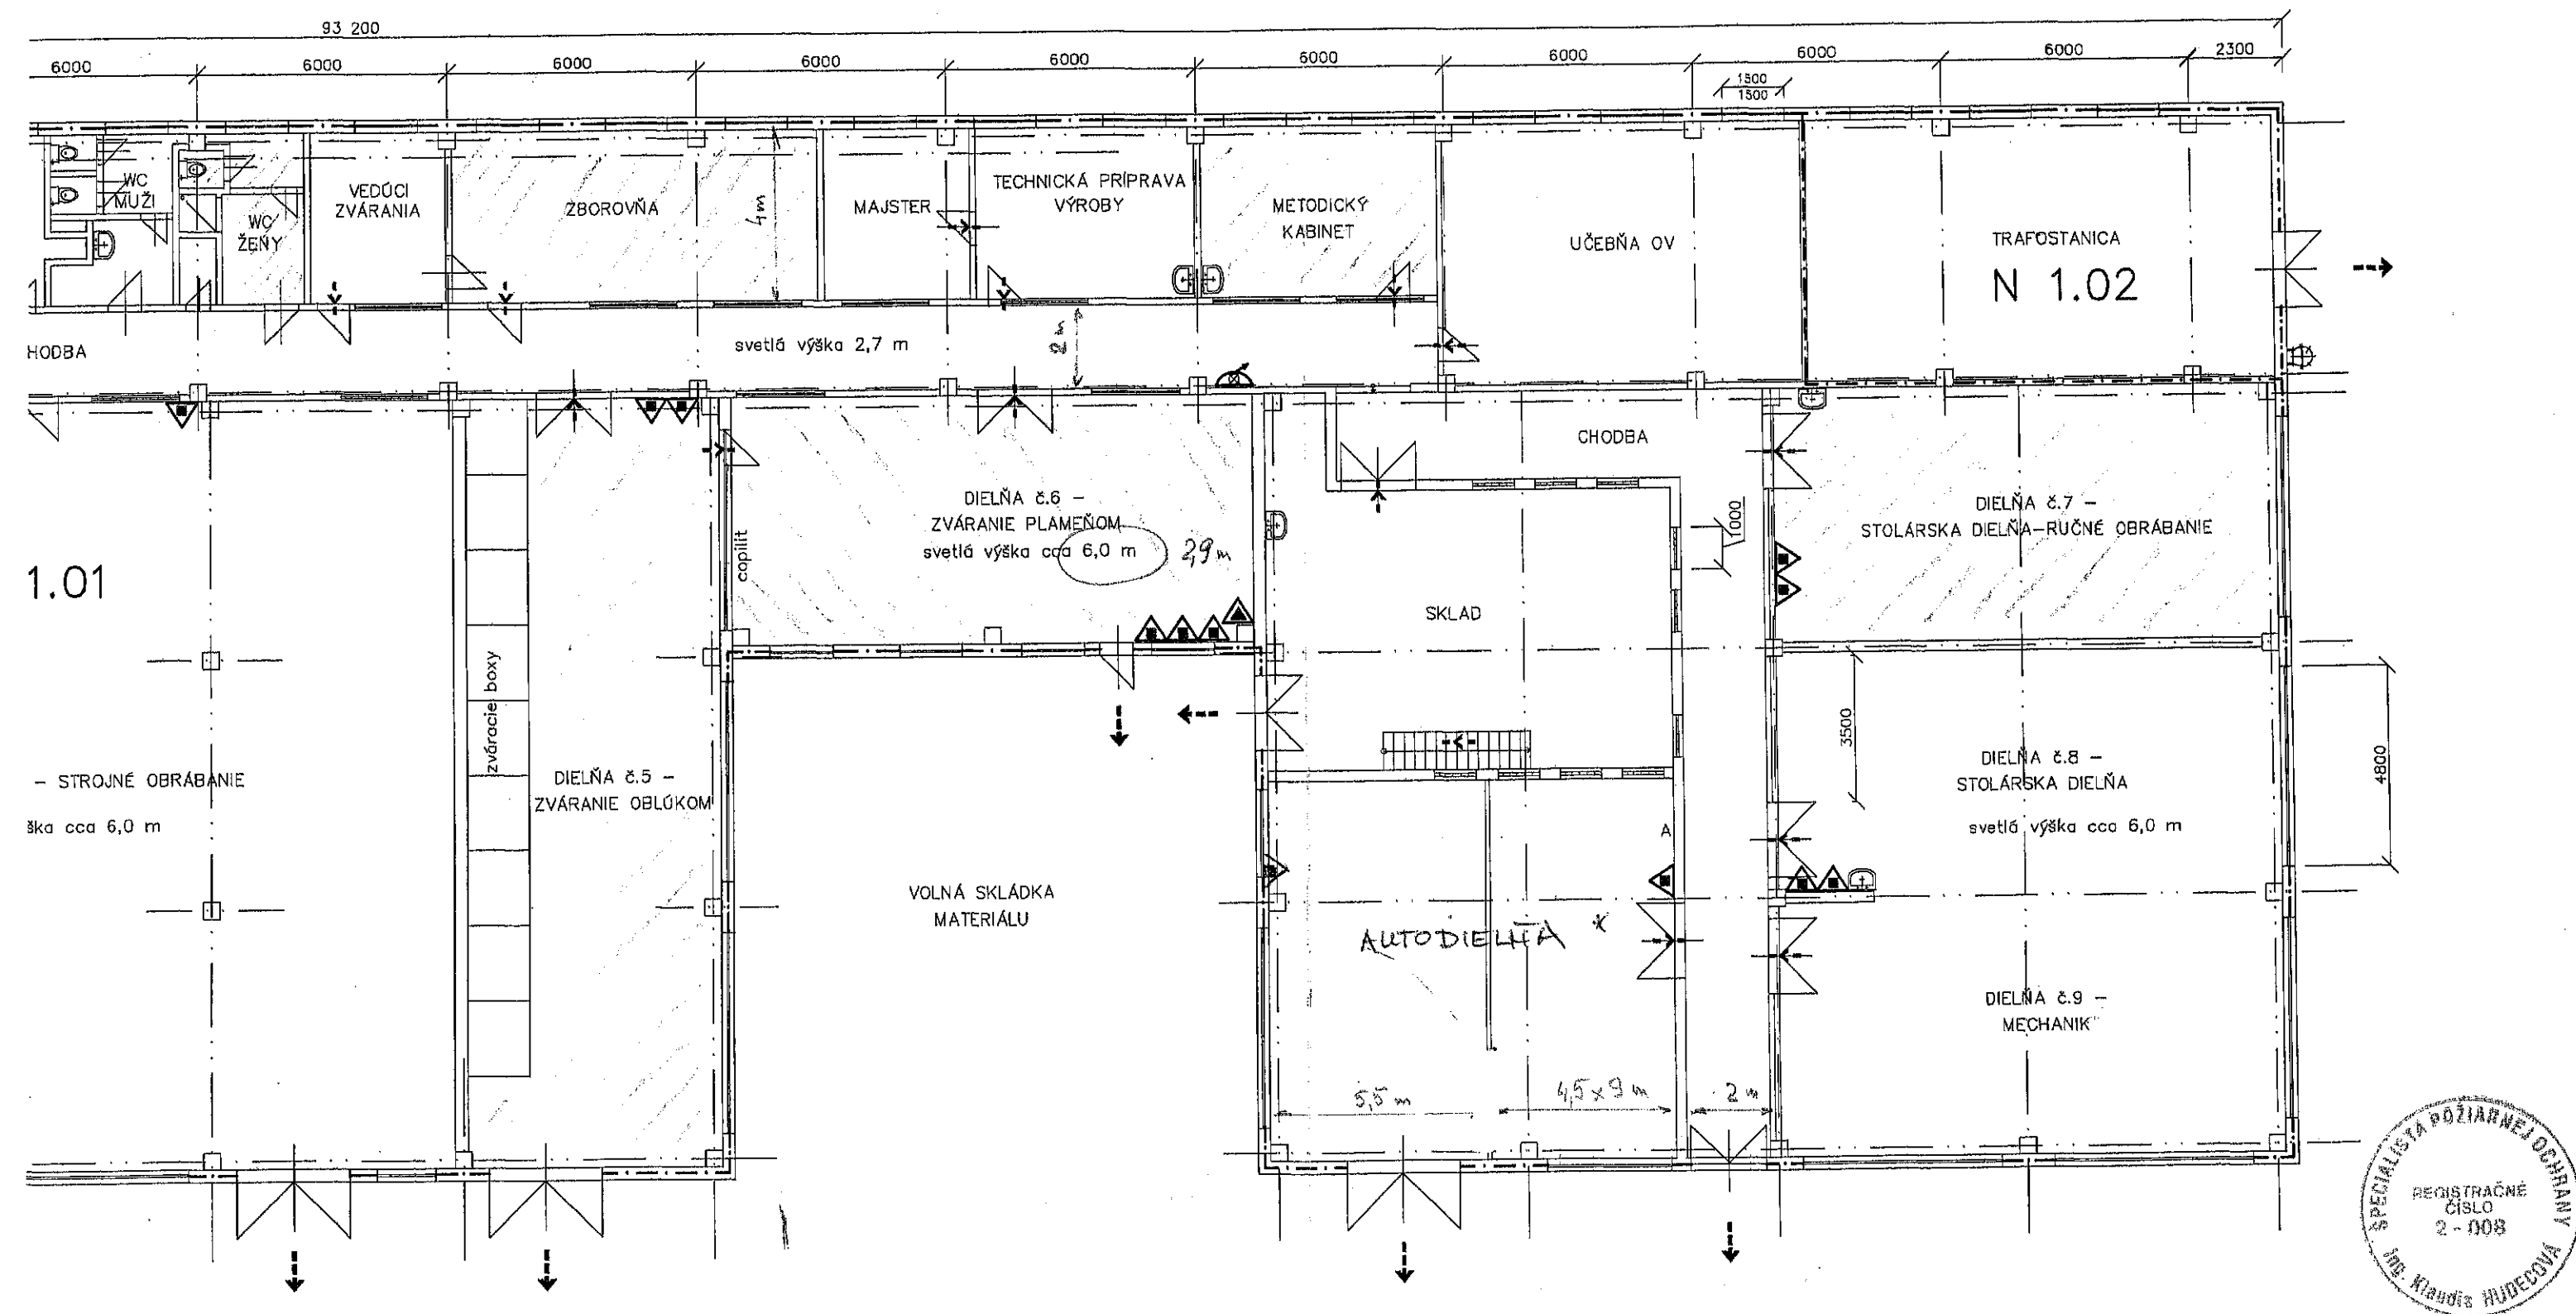 93 200
6000
6000
6000
6000
6000
6000
6000
6000
6000
2300
1500
1500
WC
MUŽI
WC
ŽENY
VEDÚCI
ZVÁRANIA
ZBOROVŇA
4m
MAJSTER
TECHNICKÁ PRÍPRAVA
VÝROBY
METODICKÝ
KABINET
UČEBŇA OV
TRAFOSTANICA
N 1.02
HODBA
svetlá výška 2,7 m
2 m
CHODBA
DIELŇA č.6 –
ZVÁRANIE PLAMEŇOM
svetlá výška cca 6,0 m
2,9 m
copilit
1000
DIELŇA č.7 –
STOLÁRSKA DIELŇA–RUČNÉ OBRÁBANIE
1.01
SKLAD
zváracie boxy
3500
4800
– STROJNÉ OBRÁBANIE
ška cca 6,0 m
DIELŇA č.5 –
ZVÁRANIE OBLÚKOM
DIELŇA č.8 –
STOLÁRSKA DIELŇA
svetlá výška cca 6,0 m
A
VOLNÁ SKLÁDKA
MATERIÁLU
AUTODIELŇA *
DIELŇA č.9 –
MECHANIK
5,5 m
4,5 x 9 m
2 m
ŠPECIALISTA POŽIARNEJ OCHRANY
REGISTRAČNÉ
ČÍSLO
2 - 008
Ing. Klaudia HUDECOVÁ